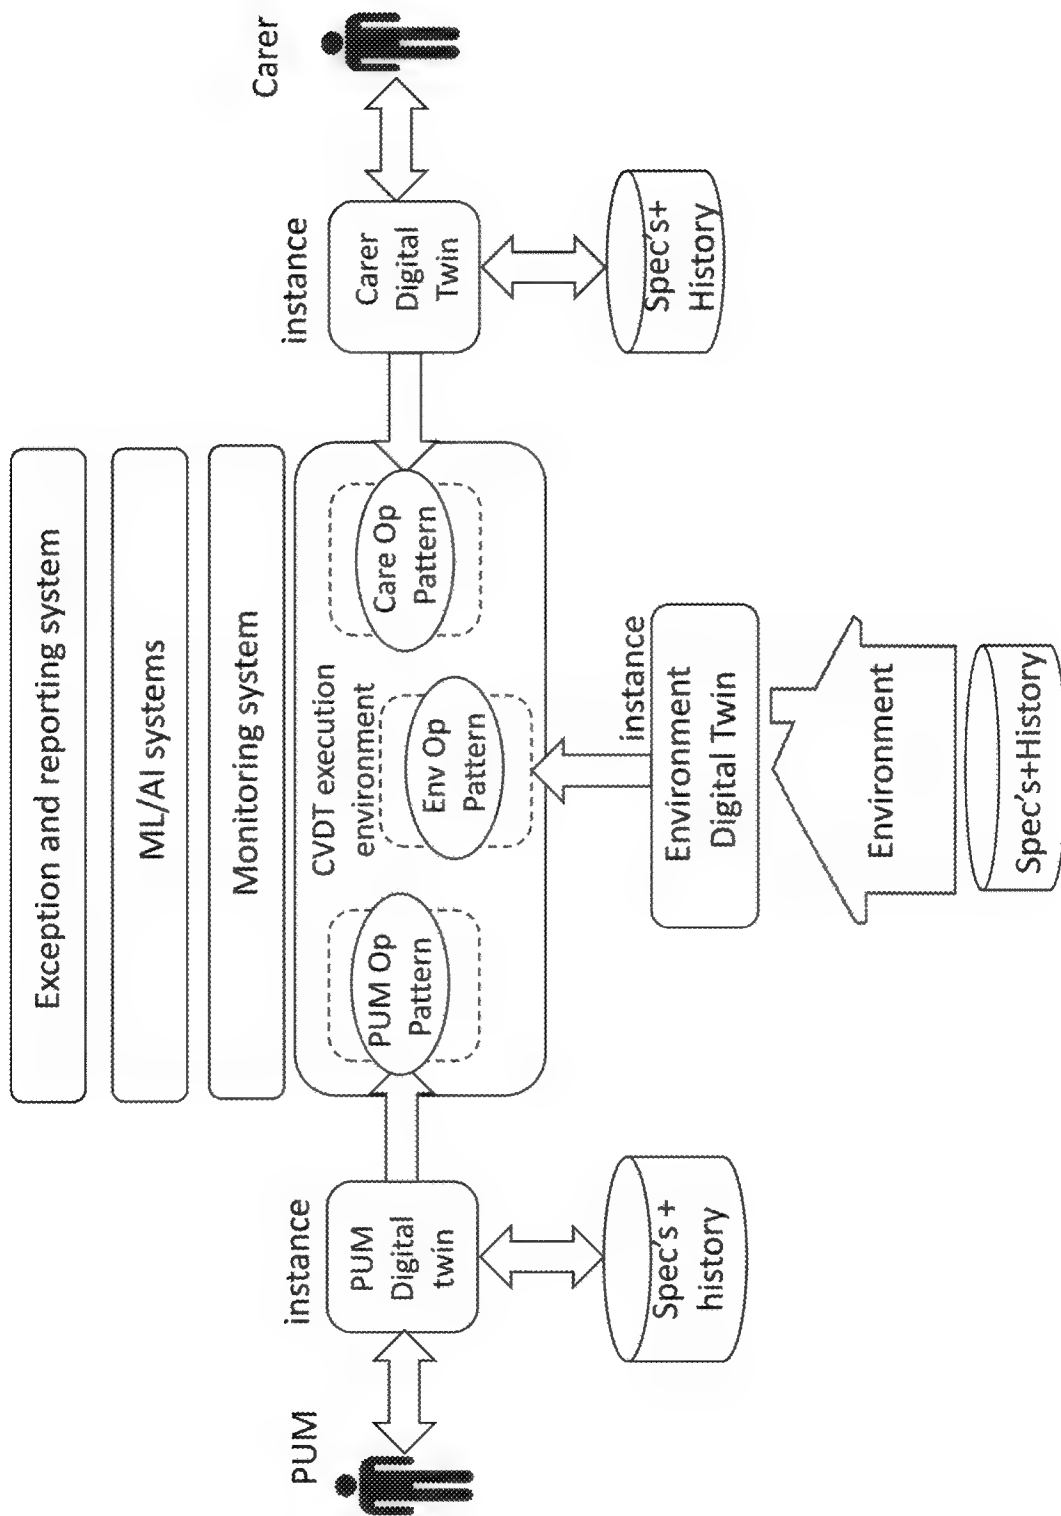 Exception and reporting system
ML/AI systems
Monitoring system
CVDT execution
environment
PUM
instance
PUM
Digital
twin
Spec's +
history
PUM Op
Pattern
Env Op
Pattern
Care Op
Pattern
instance
Environment
Digital Twin
Environment
Spec's+History
instance
Carer
Digital
Twin
Spec's+
History
Carer